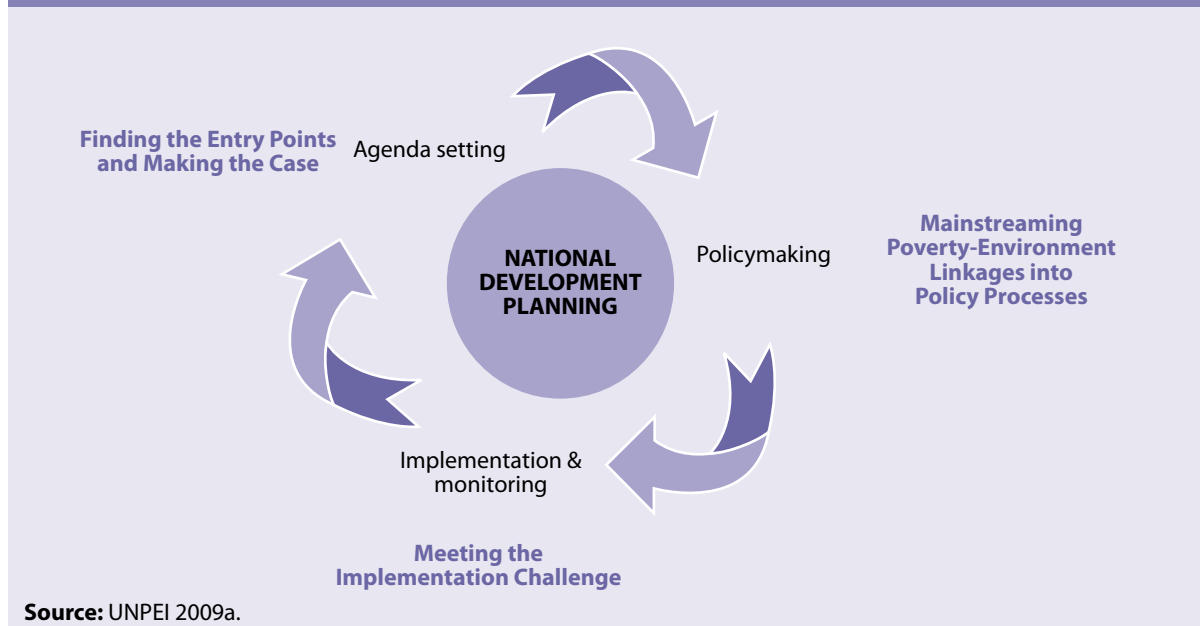 Finding the Entry Points
and Making the Case
Agenda setting
NATIONAL
DEVELOPMENT
PLANNING
Policymaking
Mainstreaming
Poverty-Environment
Linkages into
Policy Processes
Implementation &
monitoring
Meeting the
Implementation Challenge
Source: UNPEI 2009a.